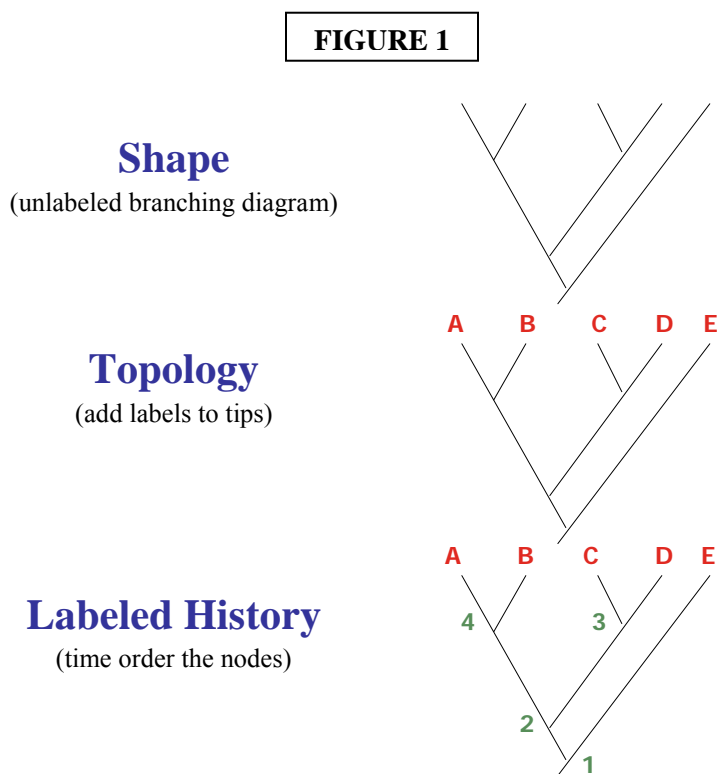 FIGURE 1
Shape
(unlabeled branching diagram)
A B C D E
Topology
(add labels to tips)
A B C D E
Labeled History
(time order the nodes)
4 3
2
1